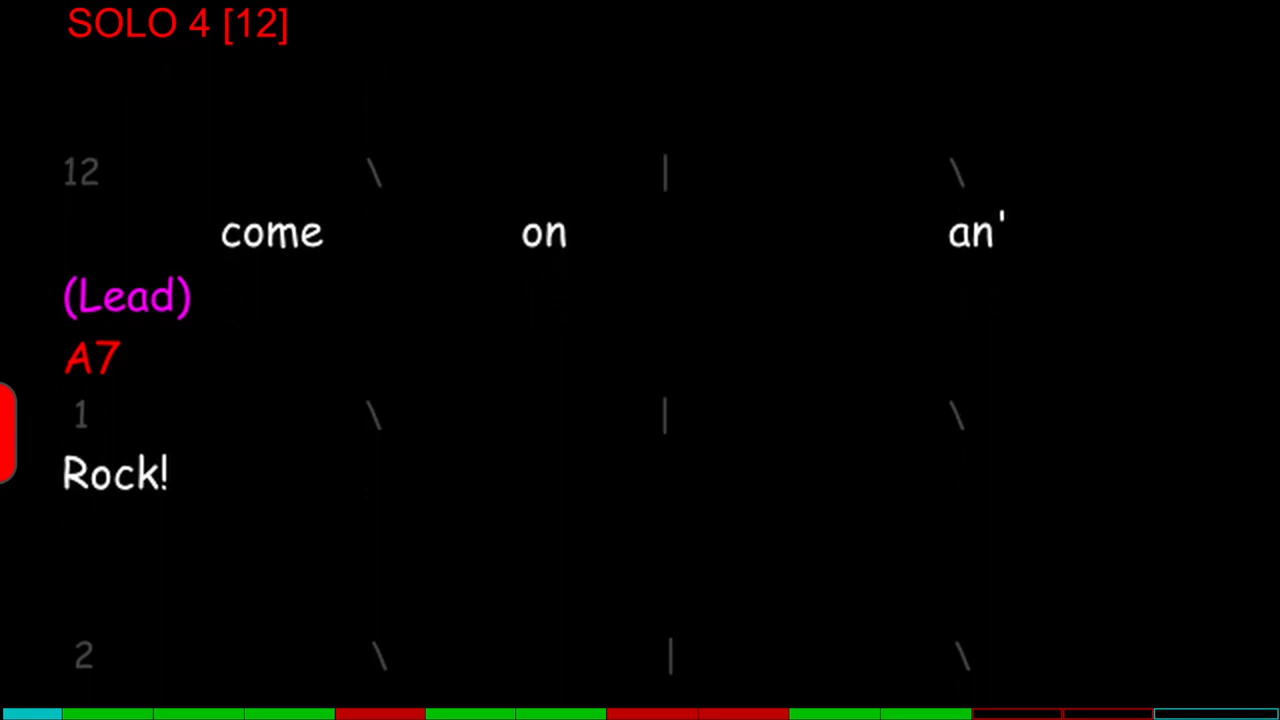 SOLO 4 [12]
12 \ | \
come on an'
(Lead)
A7
1 \ | \
Rock!
2 \ | \